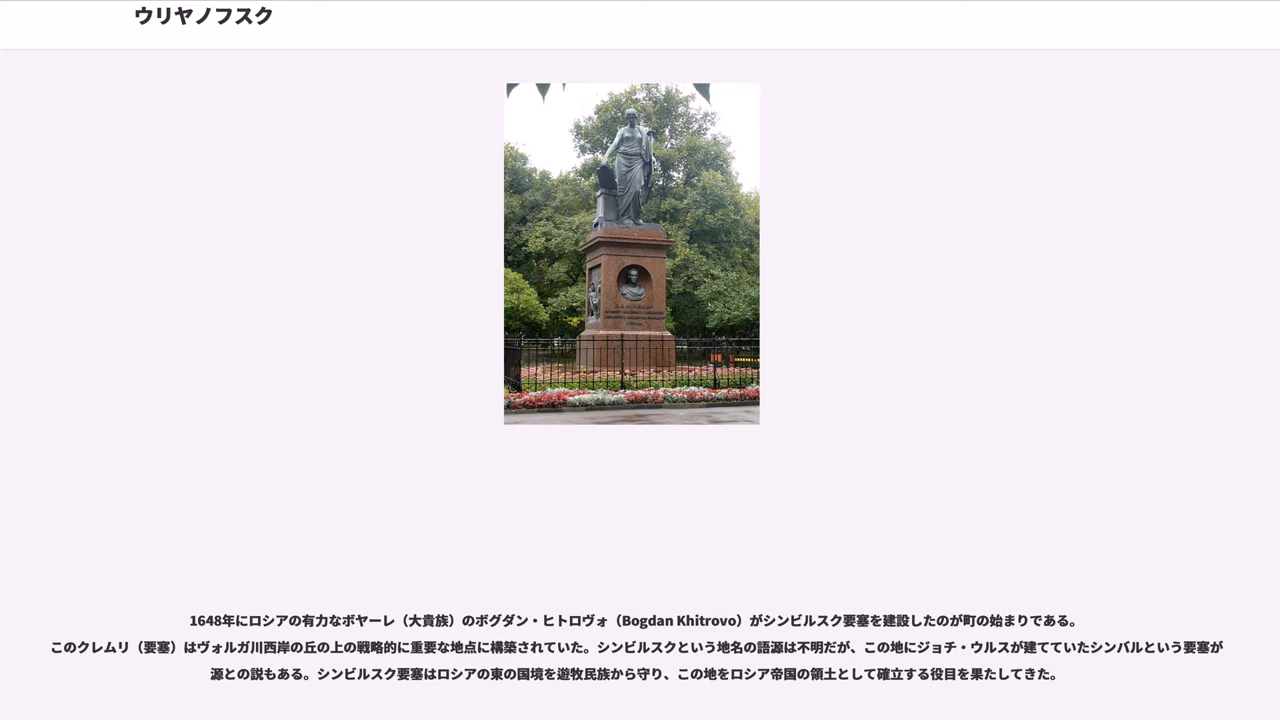 ウリヤノフスク
1648年にロシアの有力なボヤーレ（大貴族）のボグダン・ヒトロヴォ（Bogdan Khitrovo）がシンビルスク要塞を建設したのが町の始まりである。
このクレムリ（要塞）はヴォルガ川西岸の丘の上の戦略的に重要な地点に構築されていた。シンビルスクという地名の語源は不明だが、この地にジョチ・ウルスが建てていたシンバルという要塞が
源との説もある。シンビルスク要塞はロシアの東の国境を遊牧民族から守り、この地をロシア帝国の領土として確立する役目を果たしてきた。